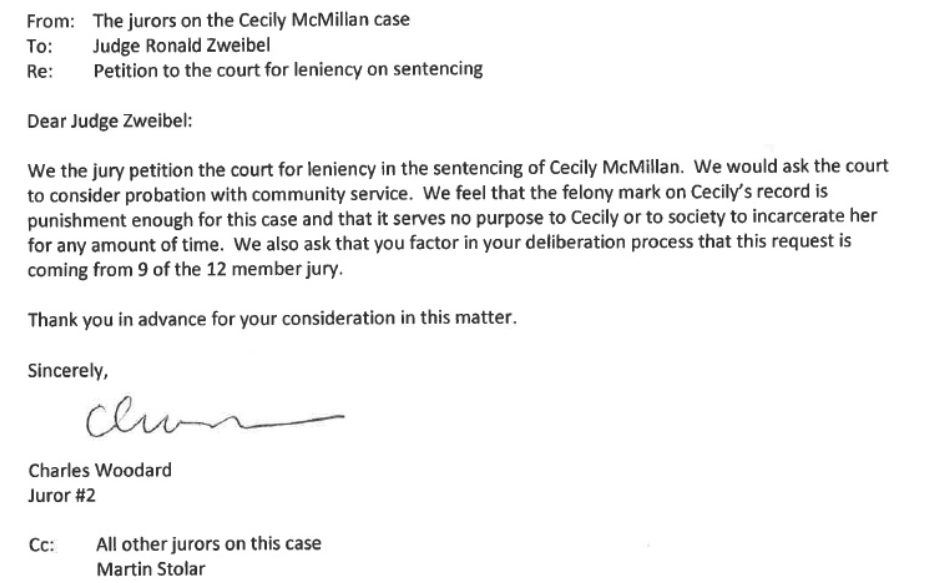 From: The jurors on the Cecily McMillan case
To: Judge Ronald Zweibel
Re: Petition to the court for leniency on sentencing
Dear Judge Zweibel:
We the jury petition the court for leniency in the sentencing of Cecily McMillan. We would ask the court
to consider probation with community service. We feel that the felony mark on Cecily's record is
punishment enough for this case and that it serves no purpose to Cecily or to society to incarcerate her
for any amount of time. We also ask that you factor in your deliberation process that this request is
coming from 9 of the 12 member jury.
Thank you in advance for your consideration in this matter.
Sincerely,
Charles Woodard
Juror #2
Cc: All other jurors on this case
Martin Stolar